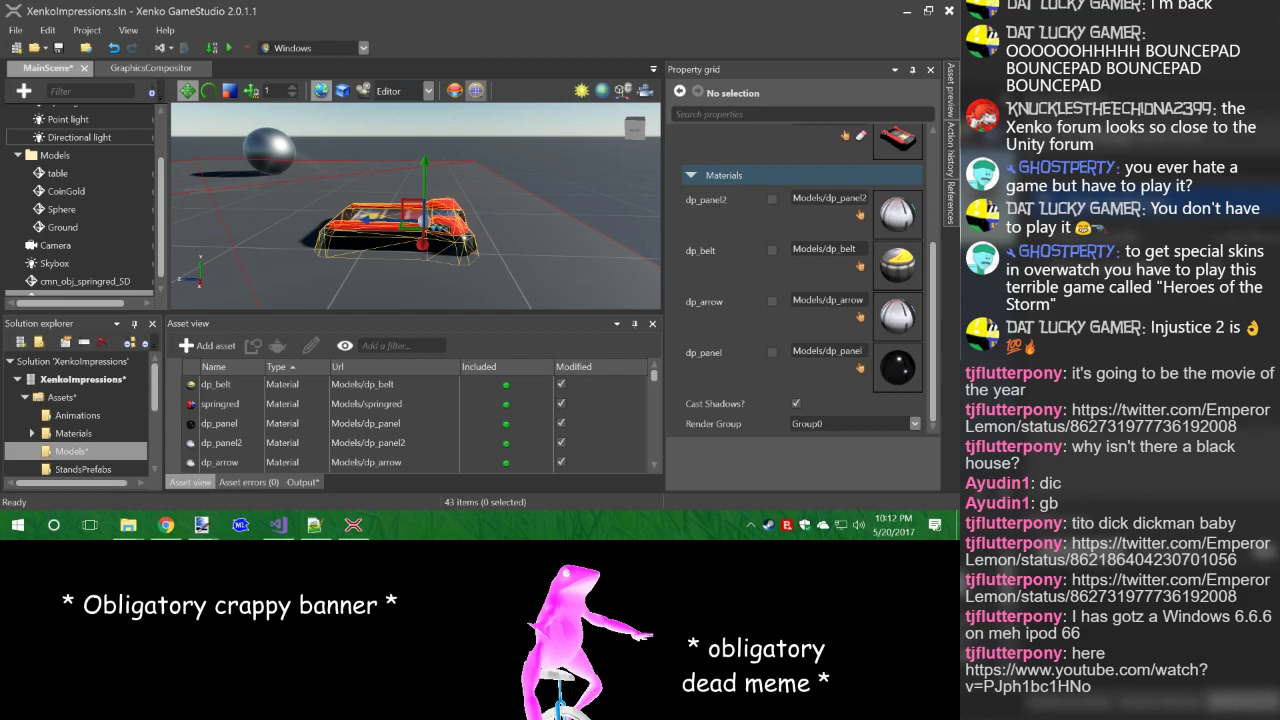 XenkoImpressions.sln - Xenko GameStudio 2.0.1.1
File Edit Project View Help
Windows
MainScene* GraphicsCompositor
Filter
1
Editor
Point light
Directional light
Models
table
CoinGold
Sphere
Ground
Camera
Skybox
cmn_obj_springred_SD
Property grid
No selection
Search properties
Materials
dp_panel2 Models/dp_panel2
dp_belt Models/dp_belt
dp_arrow Models/dp_arrow
dp_panel Models/dp_panel
Cast Shadows?
Render Group Group0
Asset preview
Action history
References
Solution explorer
Solution 'XenkoImpressions'
XenkoImpressions*
Assets*
Animations
Materials
Models*
StandsPrefabs
Asset view
Add asset Add a filter...
Name Type Url Included Modified
dp_belt Material Models/dp_belt
springred Material Models/springred
dp_panel Material Models/dp_panel
dp_panel2 Material Models/dp_panel2
dp_arrow Material Models/dp_arrow
Asset view Asset errors (0) Output*
Ready 43 items (0 selected)
10:12 PM
5/20/2017
* Obligatory crappy banner *
* obligatory
dead meme *
DAT LUCKY GAMER: I'm back
DAT LUCKY GAMER:
OOOOOOHHHHH BOUNCEPAD
BOUNCEPAD BOUNCEPAD
BOUNCEPAD
KNUCKLESTHEECHIDNA2399: the
Xenko forum looks so close to the
Unity forum
GHOSTPERTY: you ever hate a
game but have to play it?
DAT LUCKY GAMER: You don't have
to play it 😂🔫
GHOSTPERTY: to get special skins
in overwatch you have to play this
terrible game called "Heroes of the
Storm"
DAT LUCKY GAMER: Injustice 2 is 👌
💯🔥
tjflutterpony: it's going to be the movie of
the year
tjflutterpony: https://twitter.com/Emperor
Lemon/status/862731977736192008
tjflutterpony: why isn't there a black
house?
Ayudin1: dic
Ayudin1: gb
tjflutterpony: tito dick dickman baby
tjflutterpony: https://twitter.com/Emperor
Lemon/status/862186404230701056
tjflutterpony: https://twitter.com/Emperor
Lemon/status/862731977736192008
tjflutterpony: I has gotz a Windows 6.6.6
on meh ipod 66
tjflutterpony: here
https://www.youtube.com/watch?
v=PJph1bc1HNo